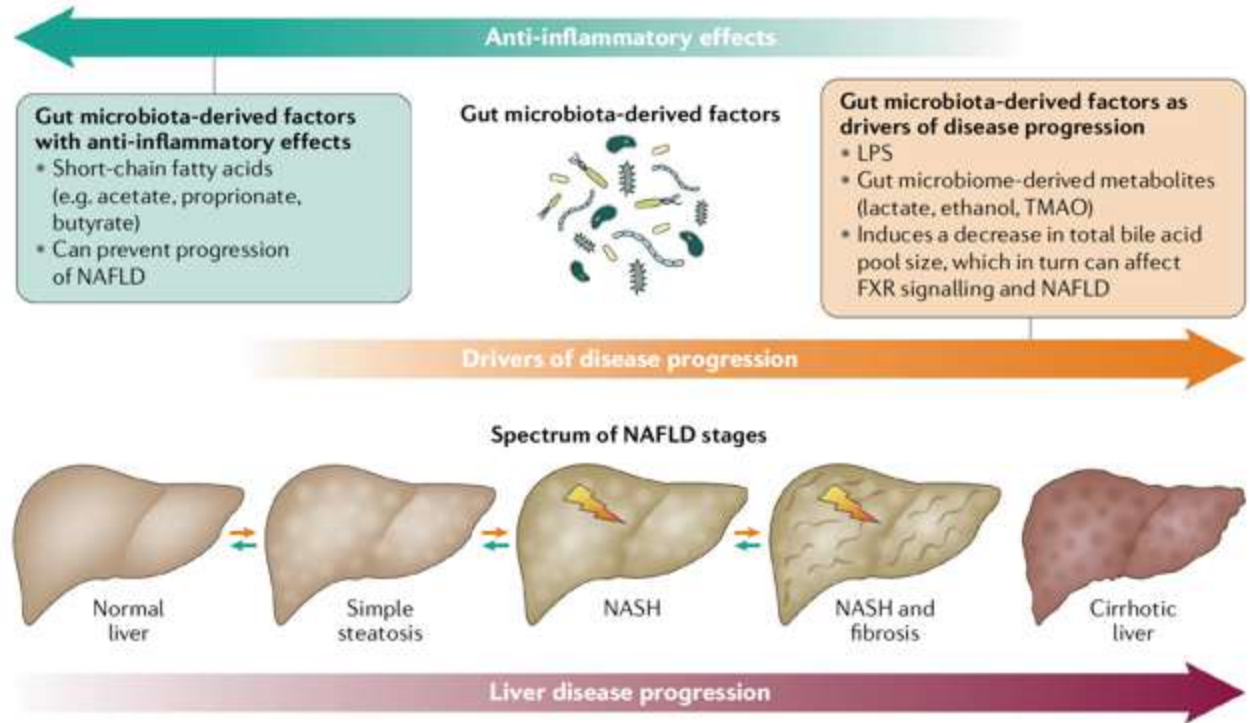 Anti-inflammatory effects
Gut microbiota-derived factors
with anti-inflammatory effects
• Short-chain fatty acids
(e.g. acetate, proprionate,
butyrate)
• Can prevent progression
of NAFLD
Gut microbiota-derived factors
Gut microbiota-derived factors as
drivers of disease progression
• LPS
• Gut microbiome-derived metabolites
(lactate, ethanol, TMAO)
• Induces a decrease in total bile acid
pool size, which in turn can affect
FXR signalling and NAFLD
Drivers of disease progression
Spectrum of NAFLD stages
Normal
liver
Simple
steatosis
NASH
NASH and
fibrosis
Cirrhotic
liver
Liver disease progression